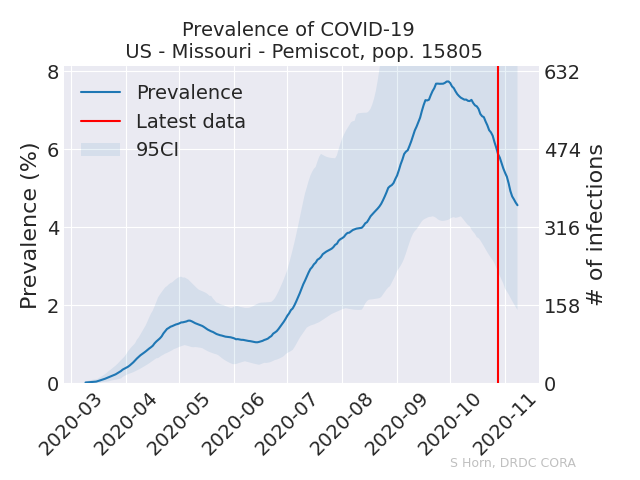 Prevalence of COVID-19
US - Missouri - Pemiscot, pop. 15805
Prevalence
Latest data
95CI
Prevalence (%)
8
6
4
2
0
632
474
316
158
0
# of infections
2020-03
2020-04
2020-05
2020-06
2020-07
2020-08
2020-09
2020-10
2020-11
S Horn, DRDC CORA